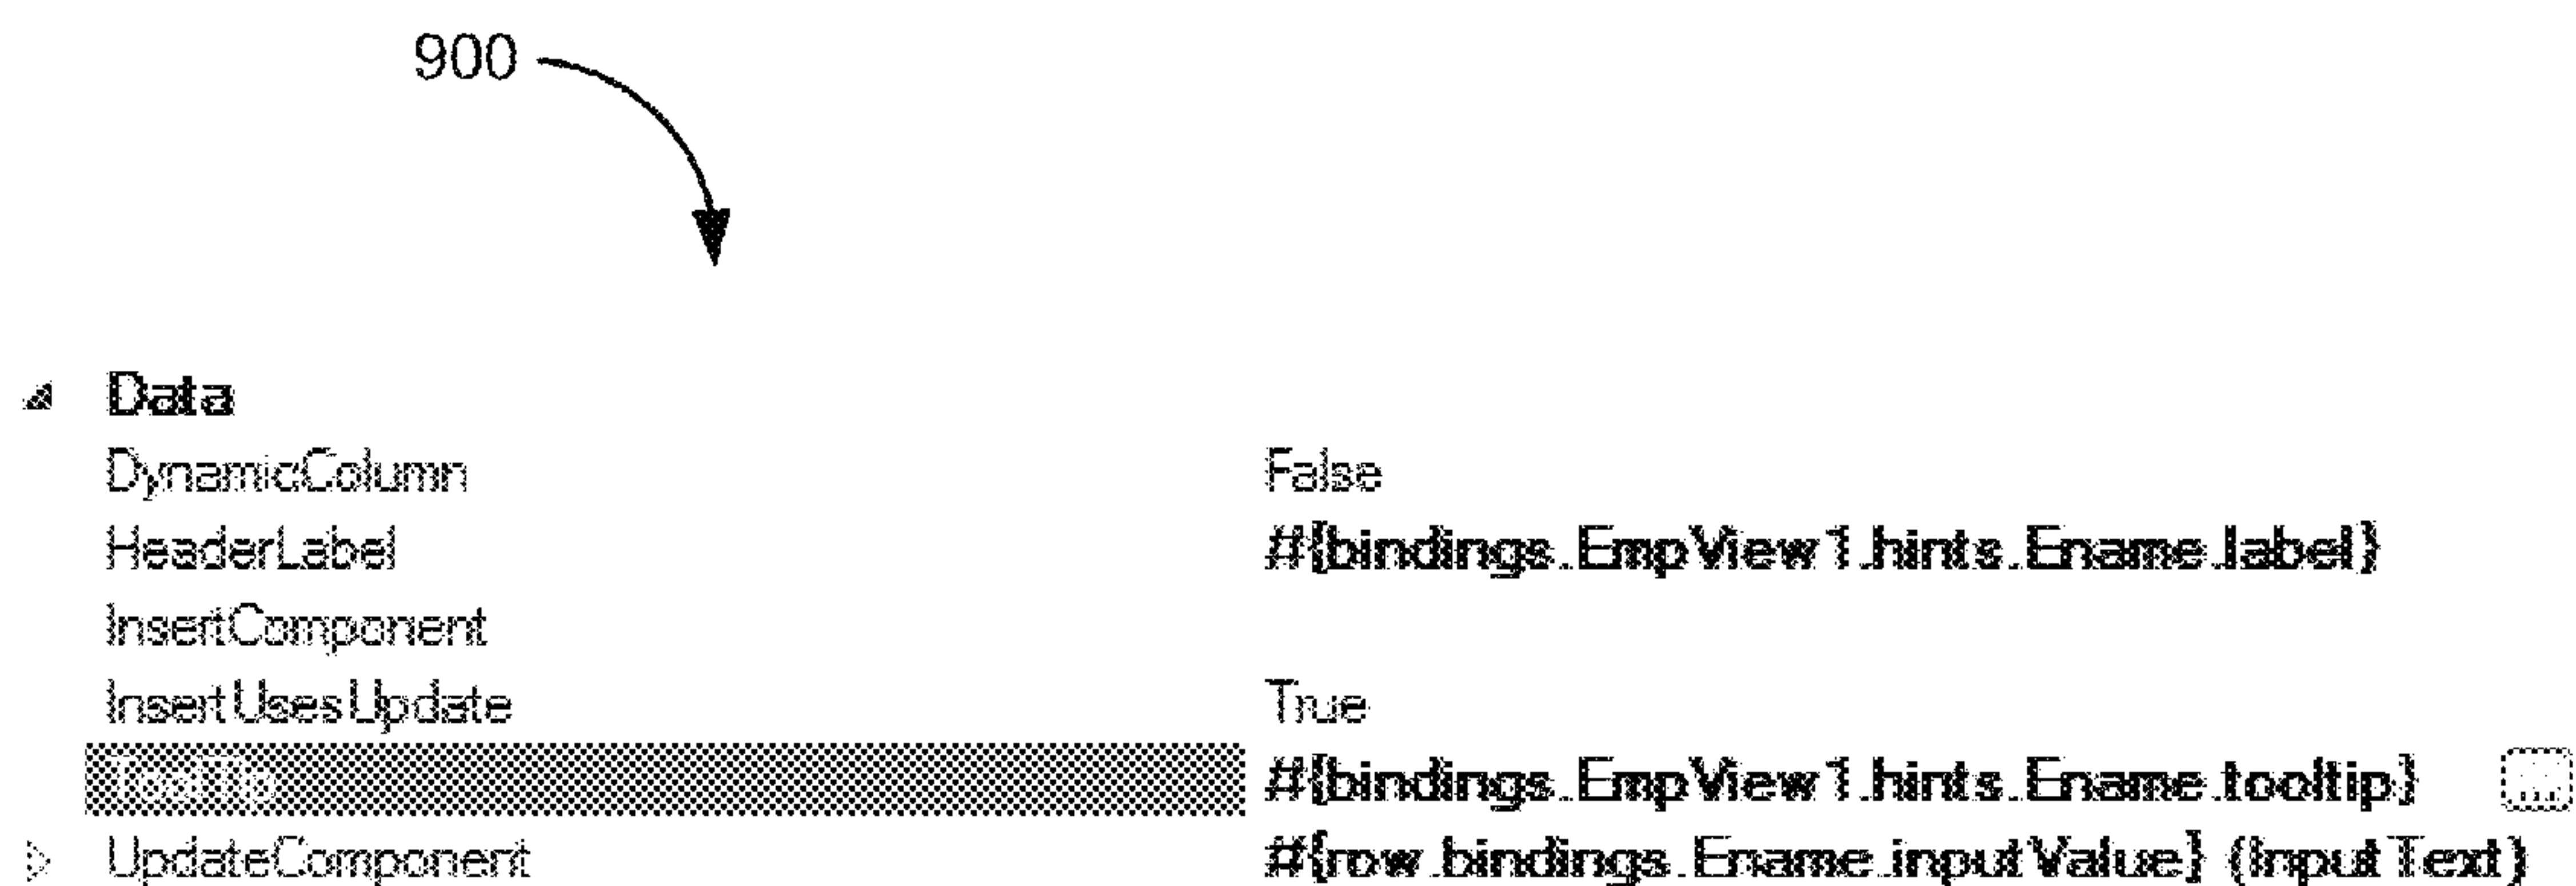 900
Data
DynamicColumn False
HeaderLabel #{bindings.EmpView1.hints.Ename.label}
InsertComponent
InsertUsesUpdate True
ToolTip #{bindings.EmpView1.hints.Ename.tooltip} ...
UpdateComponent #{row.bindings.Ename.inputValue} (InputText)